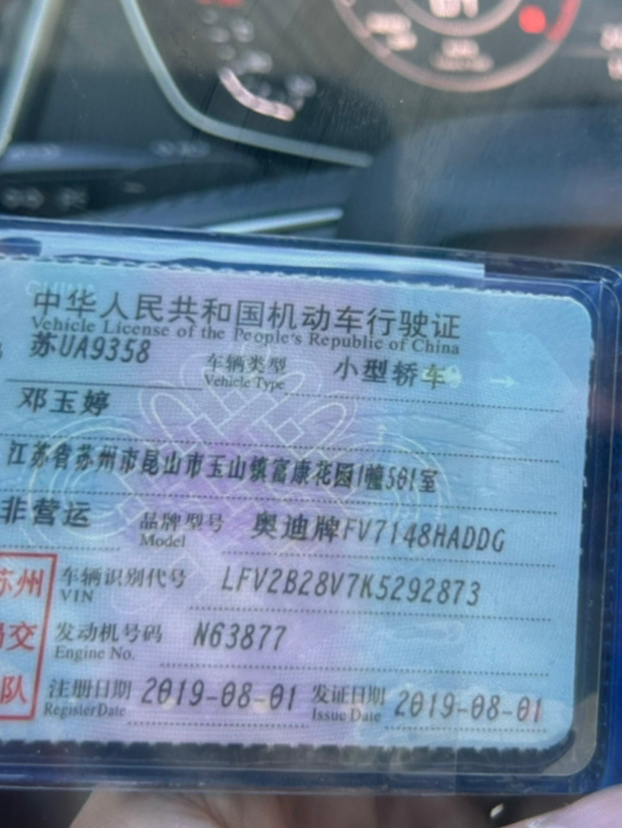 中华人民共和国机动车行驶证
Vehicle License of the People's Republic of China
苏UA9358 车辆类型 小型轿车
Vehicle Type
邓玉婷
江苏省苏州市昆山市玉山镇富康花园1幢501室
非营运 品牌型号 奥迪牌FV7148HADDG
Model
苏州 车辆识别代号 LFV2B28V7K5292873
VIN
交 发动机号码 N63877
Engine No.
队 注册日期 2019-08-01 发证日期 2019-08-01
Register Date Issue Date